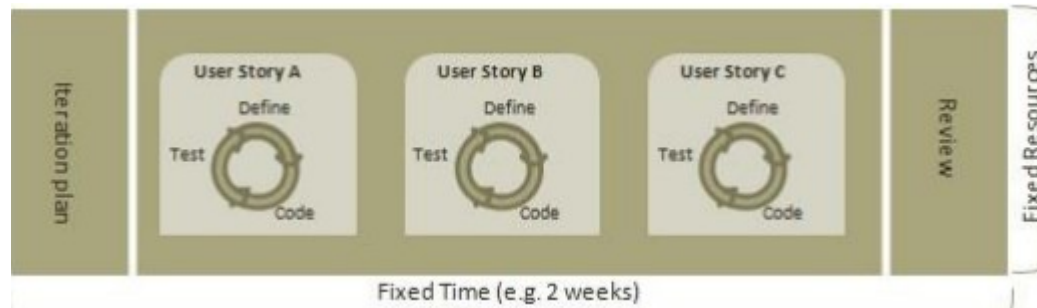 Iteration plan
User Story A
Define
Test
Code
User Story B
Define
Test
Code
User Story C
Define
Test
Code
Review
Fixed Resources
Fixed Time (e.g. 2 weeks)